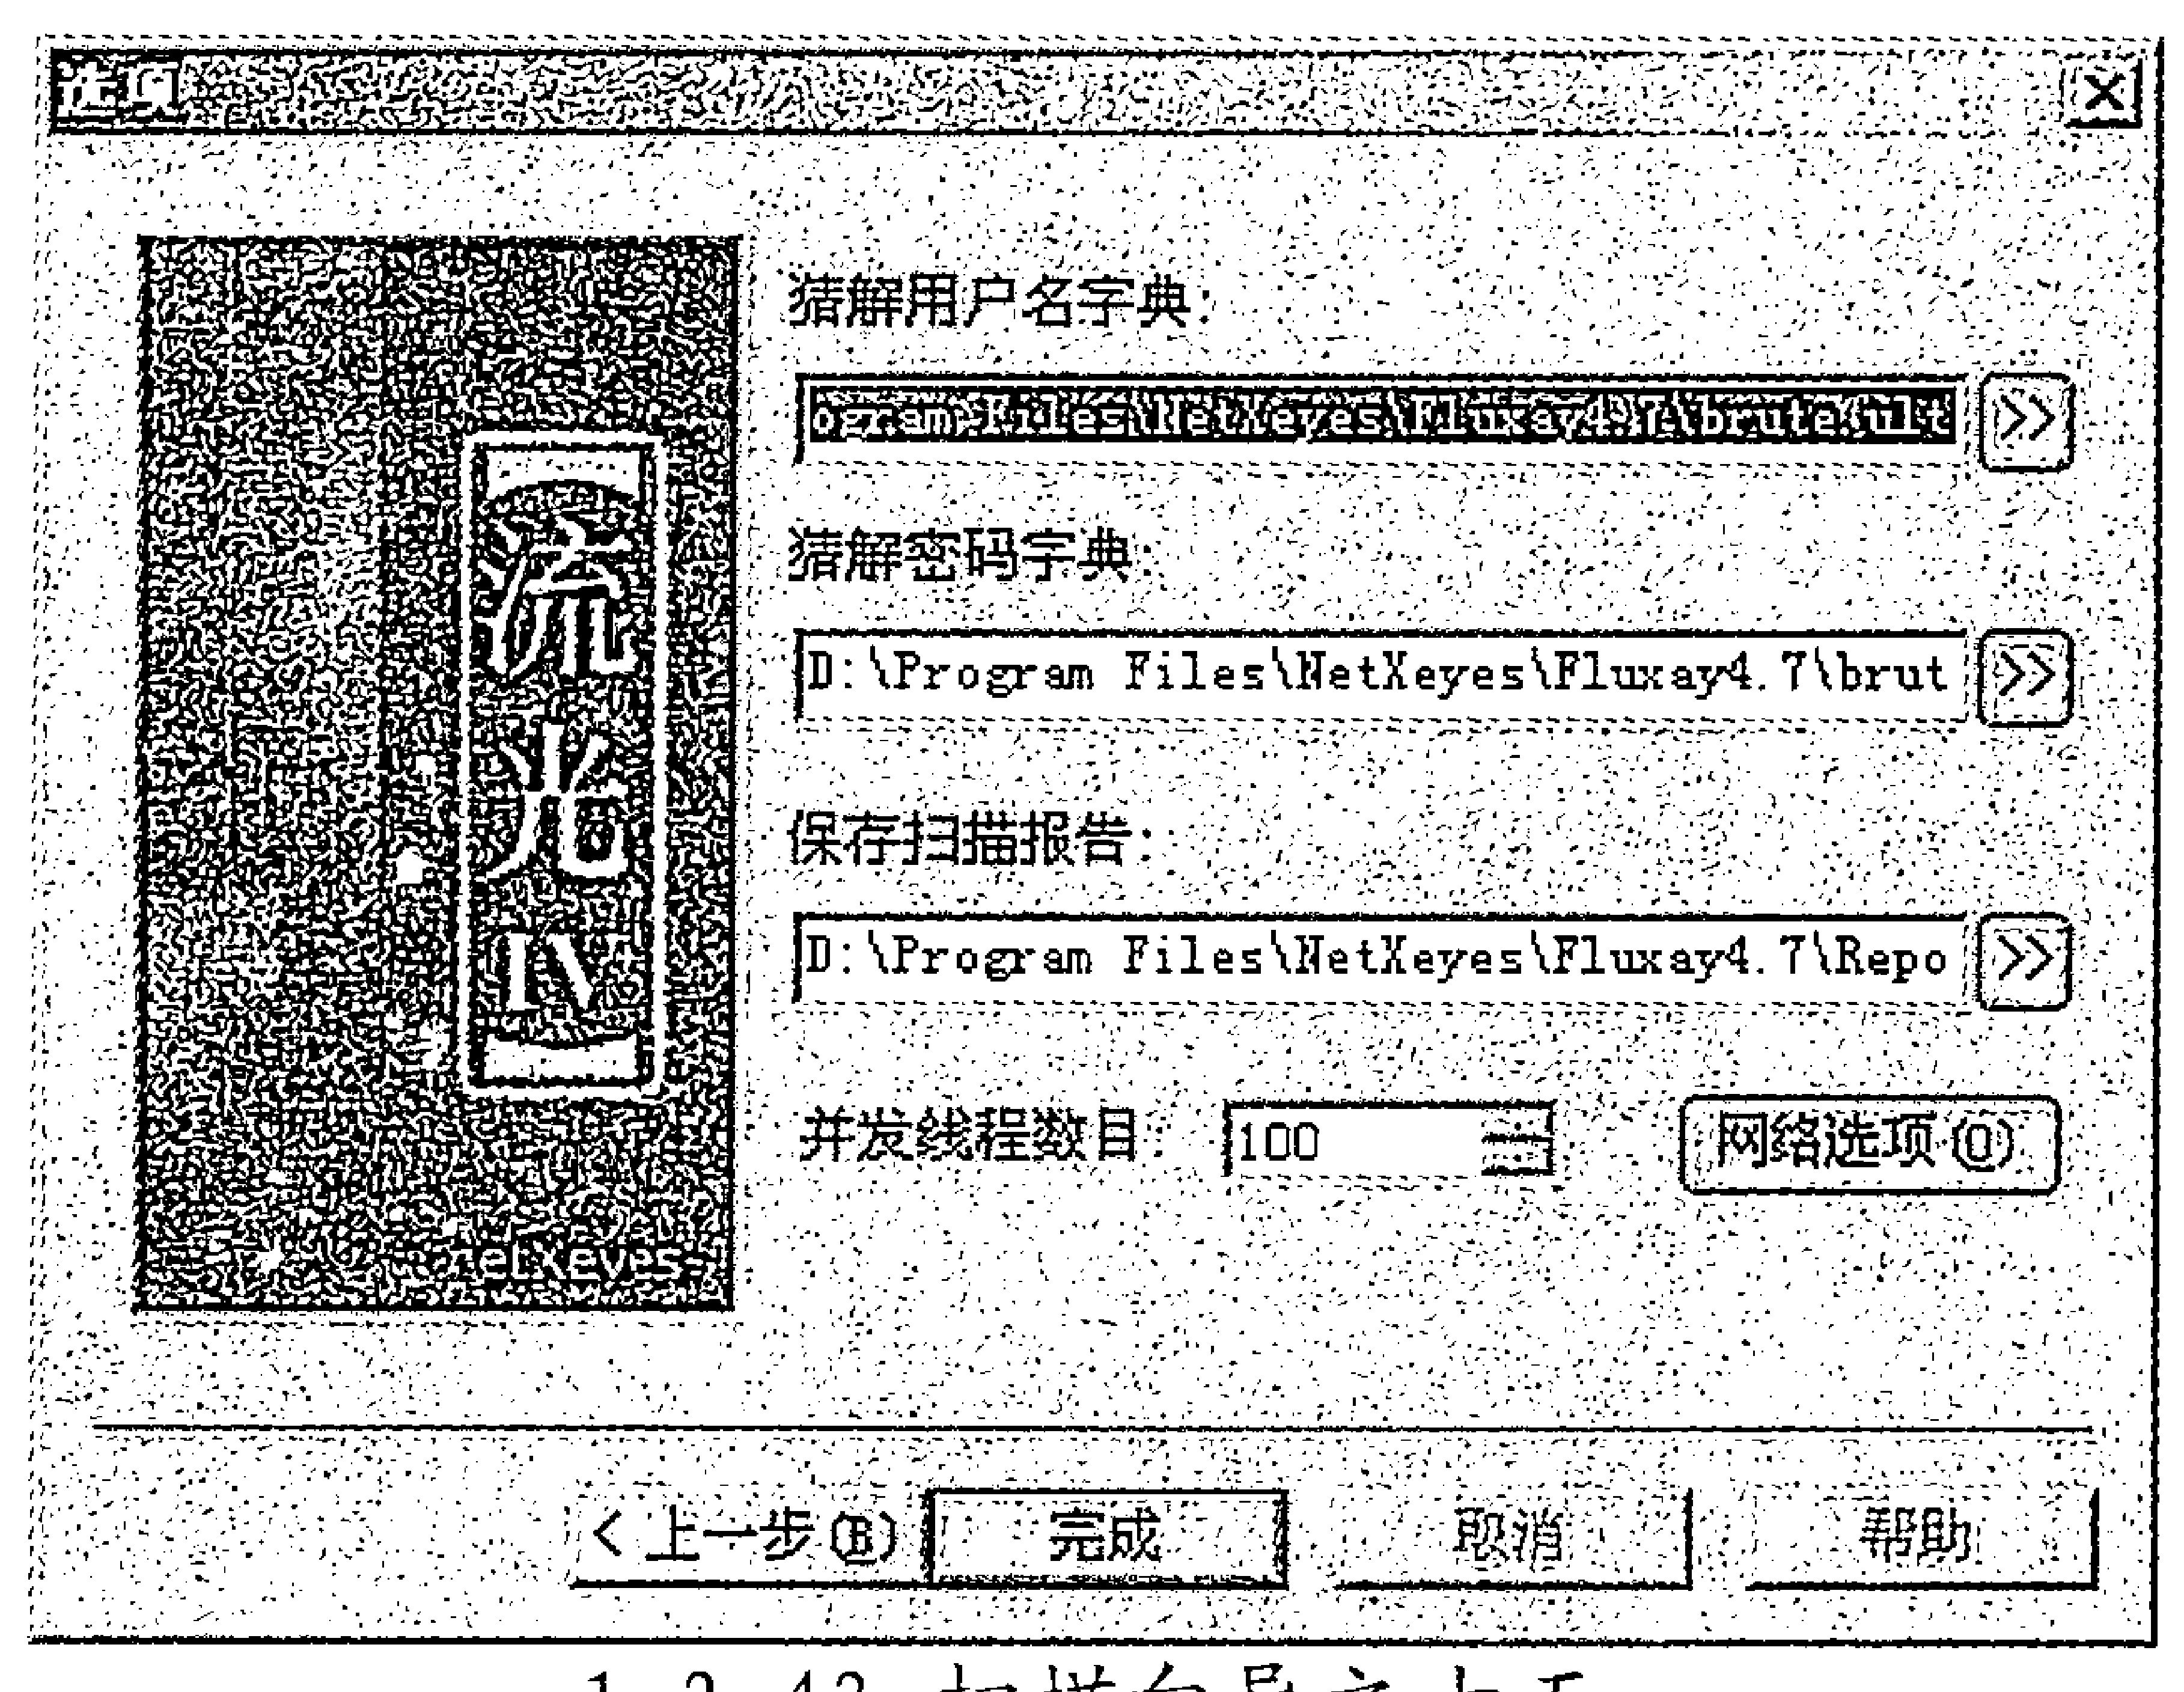 选项
流光IV
netXeyes
猜解用户名字典:
ogram Files\NetXeyes\Fluxay4.7\brute\ult
>>
猜解密码字典:
D:\Program Files\NetXeyes\Fluxay4.7\brut
>>
保存扫描报告:
D:\Program Files\NetXeyes\Fluxay4.7\Repo
>>
并发线程数目: 100 网络选项(O)
< 上一步(B) 完成 取消 帮助